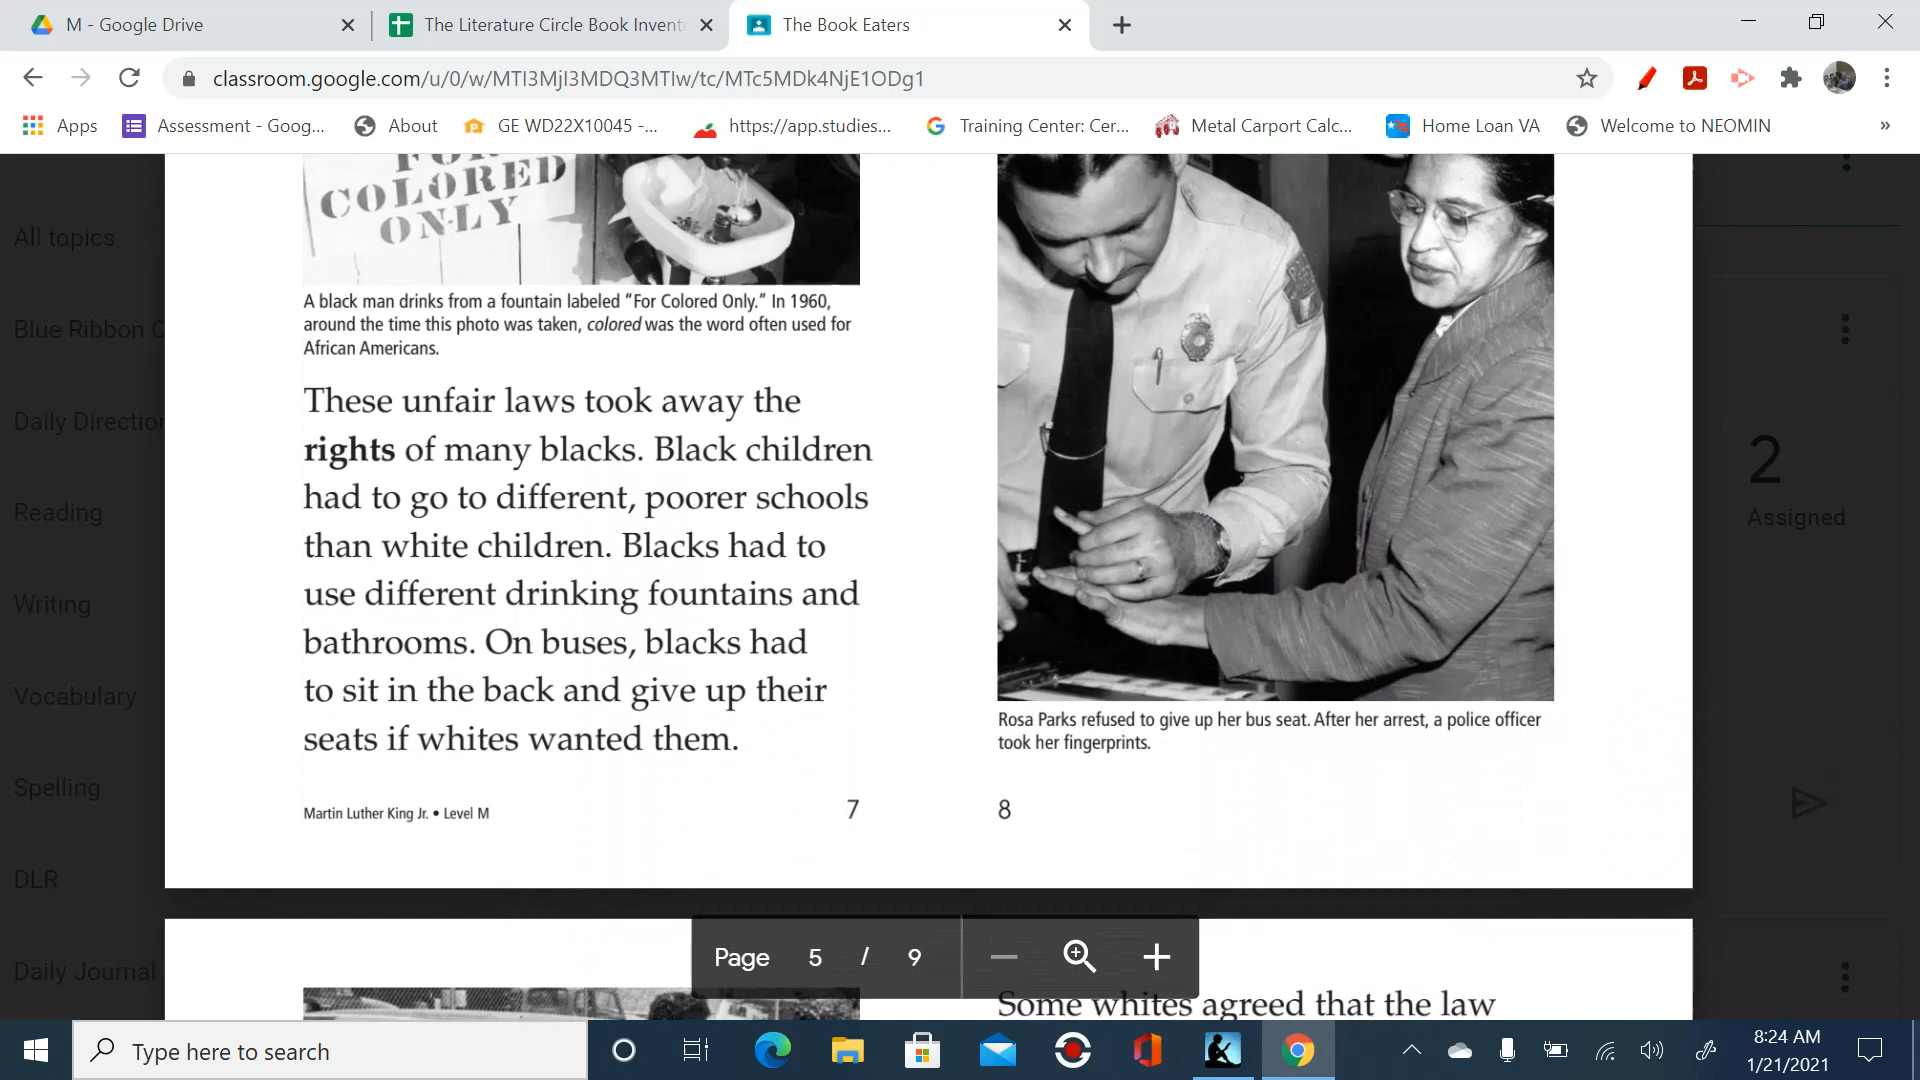 M - Google Drive
The Literature Circle Book Invent
The Book Eaters
classroom.google.com/u/0/w/MTI3MjI3MDQ3MTIw/tc/MTc5MDk4NjE1ODg1
Apps
Assessment - Goog...
About
GE WD22X10045 -...
https://app.studies...
Training Center: Cer...
Metal Carport Calc...
Home Loan VA
Welcome to NEOMIN
»
All topics
Blue Ribbon C
Daily Direction
Reading
Writing
Vocabulary
Spelling
DLR
Daily Journal
2
Assigned
FOR
COLORED
ONLY
A black man drinks from a fountain labeled “For Colored Only.” In 1960,
around the time this photo was taken, colored was the word often used for
African Americans.
These unfair laws took away the
rights of many blacks. Black children
had to go to different, poorer schools
than white children. Blacks had to
use different drinking fountains and
bathrooms. On buses, blacks had
to sit in the back and give up their
seats if whites wanted them.
Martin Luther King Jr. • Level M
7
Rosa Parks refused to give up her bus seat. After her arrest, a police officer
took her fingerprints.
8
Page 5 / 9
Some whites agreed that the law
Type here to search
8:24 AM
1/21/2021